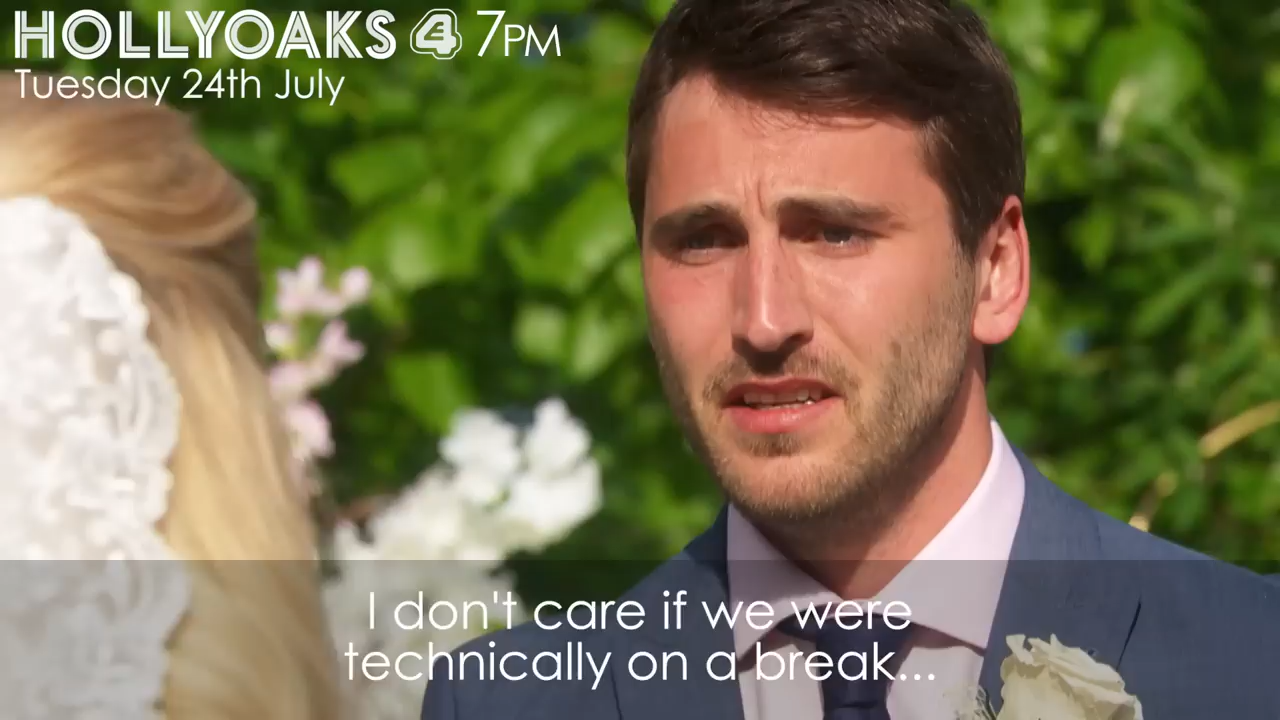 HOLLYOAKS 4 7PM
Tuesday 24th July
I don't care if we were
technically on a break...